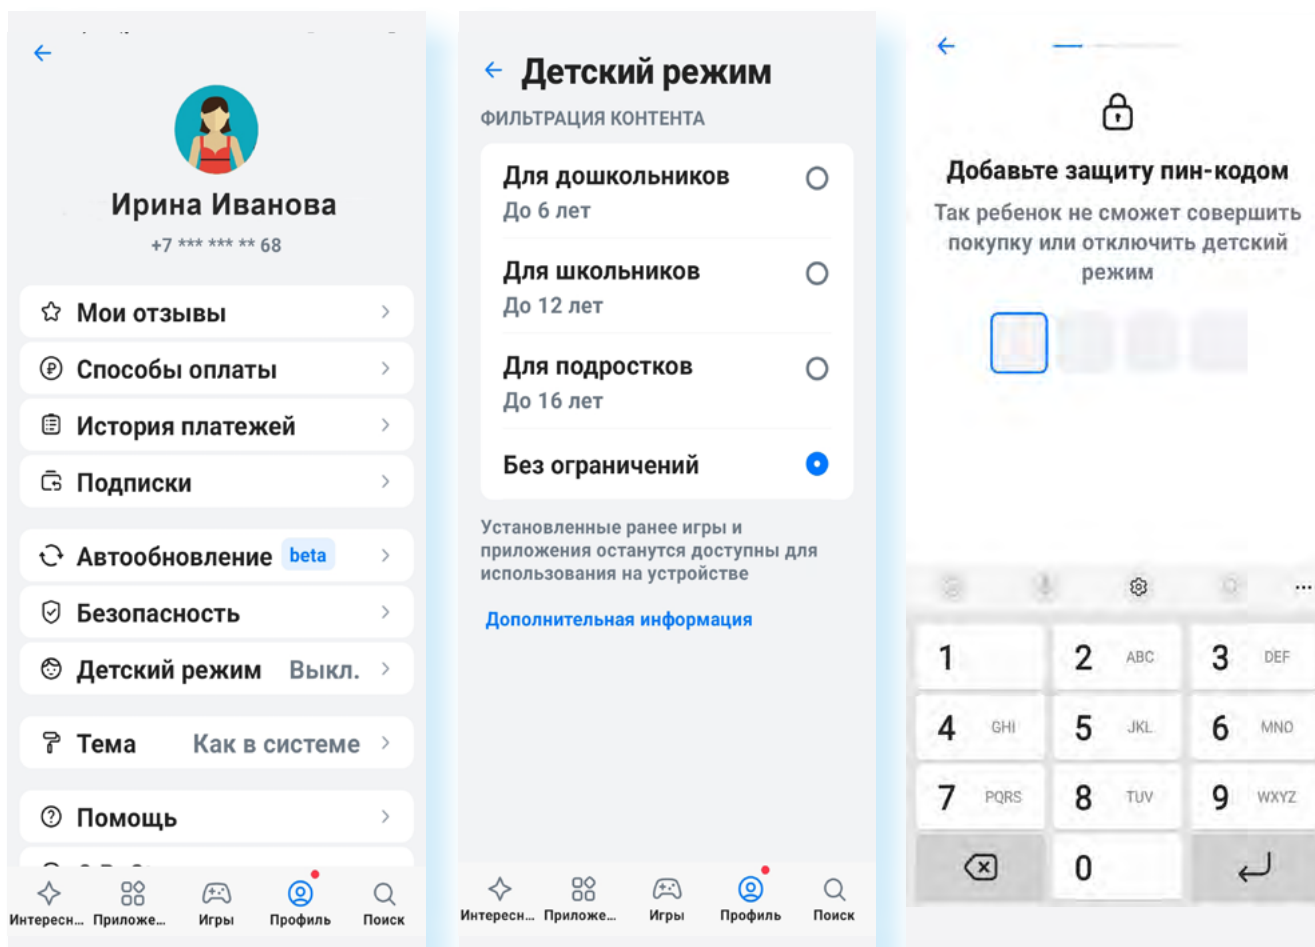 Ирина Иванова
+7 *** *** ** 68
Мои отзывы
Способы оплаты
История платежей
Подписки
Автообновление beta
Безопасность
Детский режим Выкл.
Тема Как в системе
Помощь
Интересн... Приложе... Игры Профиль Поиск
Детский режим
ФИЛЬТРАЦИЯ КОНТЕНТА
Для дошкольников
До 6 лет
Для школьников
До 12 лет
Для подростков
До 16 лет
Без ограничений
Установленные ранее игры и
приложения останутся доступны для
использования на устройстве
Дополнительная информация
Интересн... Приложе... Игры Профиль Поиск
Добавьте защиту пин-кодом
Так ребенок не сможет совершить
покупку или отключить детский
режим
1 2 ABC 3 DEF
4 GHI 5 JKL 6 MNO
7 PQRS 8 TUV 9 WXYZ
0